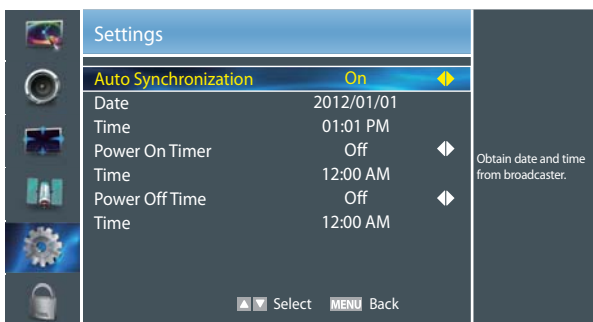 Settings
Auto Synchronization On
Date 2012/01/01
Time 01:01 PM
Power On Timer Off
Time 12:00 AM
Power Off Time Off
Time 12:00 AM
Obtain date and time
from broadcaster.
Select MENU Back